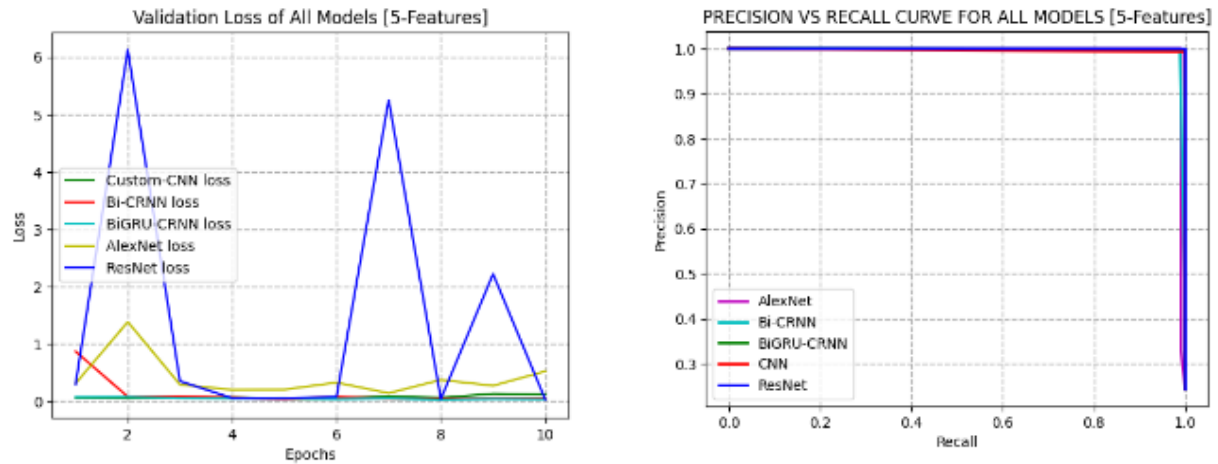 Validation Loss of All Models [5-Features]
6
5
4
3
2
1
0
Loss
Custom-CNN loss
Bi-CRNN loss
BiGRU-CRNN loss
AlexNet loss
ResNet loss
2 4 6 8 10
Epochs
PRECISION VS RECALL CURVE FOR ALL MODELS [5-Features]
1.0
0.9
0.8
0.7
0.6
0.5
0.4
0.3
Precision
AlexNet
Bi-CRNN
BiGRU-CRNN
CNN
ResNet
0.0 0.2 0.4 0.6 0.8 1.0
Recall